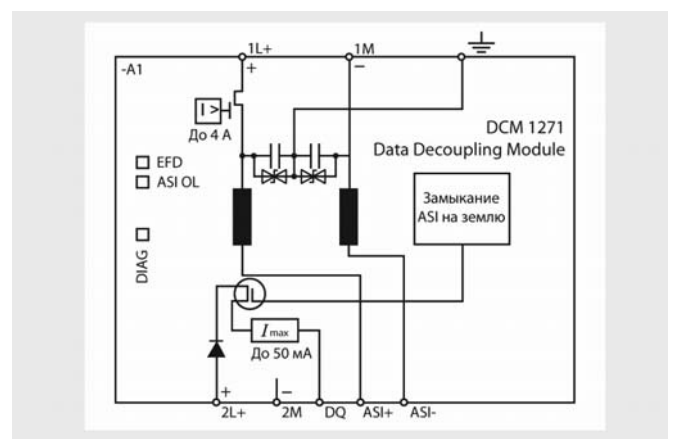 1L+
1M
+
−
-A1
I >
До 4 A
DCM 1271
Data Decoupling Module
EFD
ASI OL
Замыкание
ASI на землю
DIAG
I max
До 50 мА
+
−
2L+
2M
DQ
ASI+
ASI-